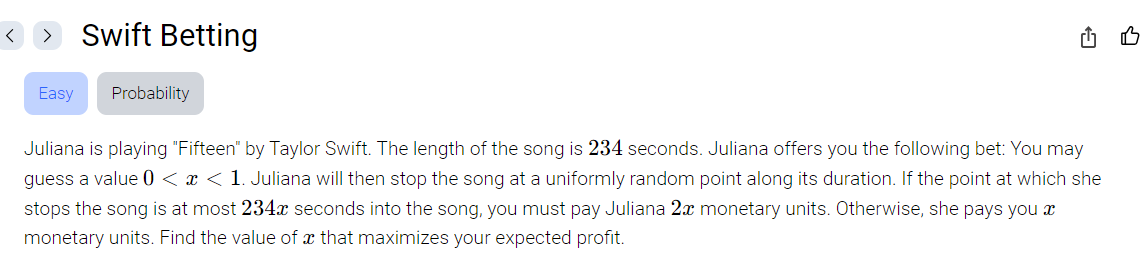 Swift Betting
Easy
Probability
Juliana is playing "Fifteen" by Taylor Swift. The length of the song is 234 seconds. Juliana offers you the following bet: You may
guess a value 0 < x < 1. Juliana will then stop the song at a uniformly random point along its duration. If the point at which she
stops the song is at most 234x seconds into the song, you must pay Juliana 2x monetary units. Otherwise, she pays you x
monetary units. Find the value of x that maximizes your expected profit.